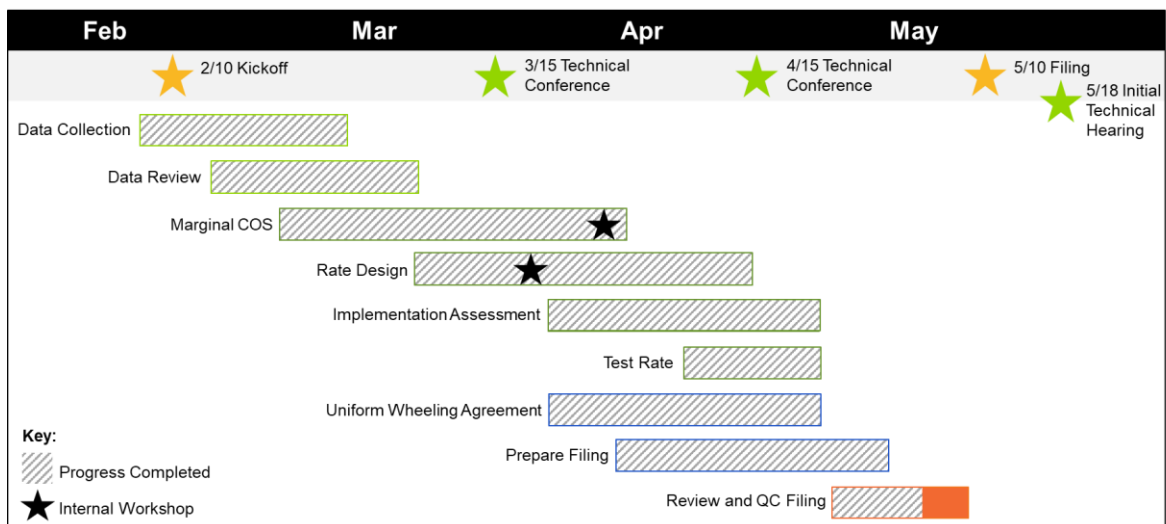 Feb Mar Apr May
2/10 Kickoff
3/15 Technical
Conference
4/15 Technical
Conference
5/10 Filing
5/18 Initial
Technical
Hearing
Data Collection
Data Review
Marginal COS
Rate Design
Implementation Assessment
Test Rate
Uniform Wheeling Agreement
Prepare Filing
Review and QC Filing
Key:
Progress Completed
Internal Workshop